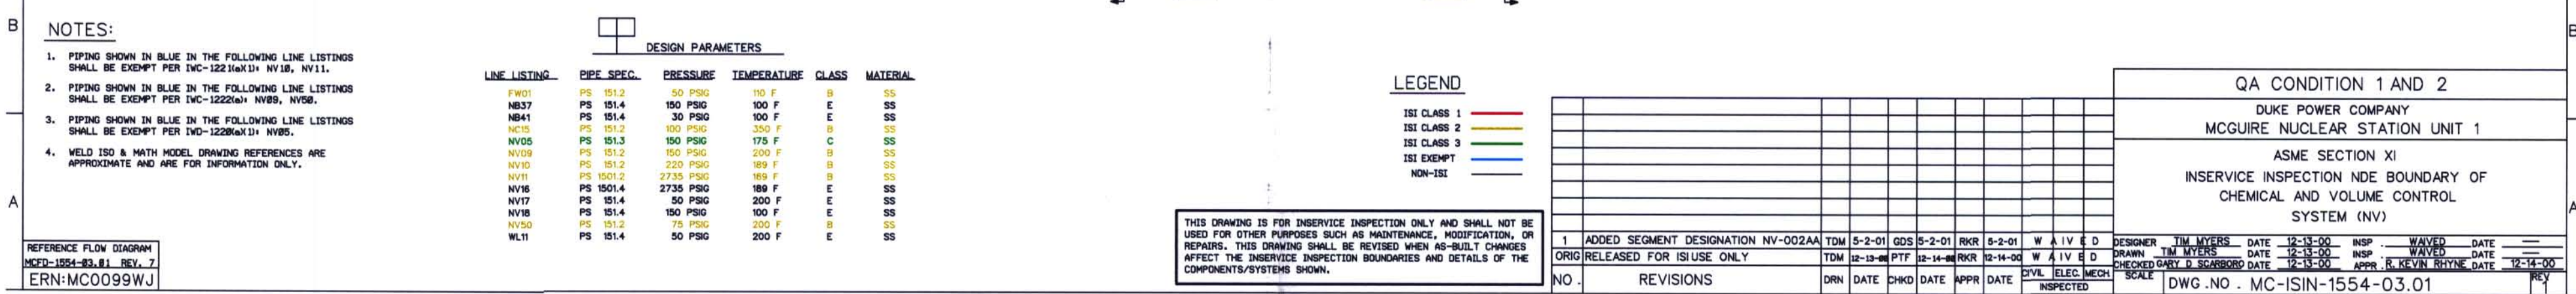 B
NOTES:
1. PIPING SHOWN IN BLUE IN THE FOLLOWING LINE LISTINGS
SHALL BE EXEMPT PER IWC-1221(a)(1): NV10, NV11.
2. PIPING SHOWN IN BLUE IN THE FOLLOWING LINE LISTINGS
SHALL BE EXEMPT PER IWC-1222(a): NV09, NV50.
3. PIPING SHOWN IN BLUE IN THE FOLLOWING LINE LISTINGS
SHALL BE EXEMPT PER IWD-1220(a)(1): NV05.
4. WELD ISO & MATH MODEL DRAWING REFERENCES ARE
APPROXIMATE AND ARE FOR INFORMATION ONLY.
A
REFERENCE FLOW DIAGRAM
MCFD-1554-03.01 REV. 7
ERN:MC0099WJ
DESIGN PARAMETERS
LINE LISTING PIPE SPEC. PRESSURE TEMPERATURE CLASS MATERIAL
FW01 PS 151.2 50 PSIG 110 F B SS
NB37 PS 151.4 150 PSIG 100 F E SS
NB41 PS 151.4 30 PSIG 100 F E SS
NC15 PS 151.2 100 PSIG 350 F B SS
NV05 PS 151.3 150 PSIG 175 F C SS
NV09 PS 151.2 150 PSIG 200 F B SS
NV10 PS 151.2 220 PSIG 189 F B SS
NV11 PS 1501.2 2735 PSIG 189 F B SS
NV16 PS 1501.4 2735 PSIG 189 F E SS
NV17 PS 151.4 50 PSIG 200 F E SS
NV18 PS 151.4 150 PSIG 100 F E SS
NV50 PS 151.2 75 PSIG 200 F B SS
WL11 PS 151.4 50 PSIG 200 F E SS
LEGEND
ISI CLASS 1
ISI CLASS 2
ISI CLASS 3
ISI EXEMPT
NON-ISI
THIS DRAWING IS FOR INSERVICE INSPECTION ONLY AND SHALL NOT BE
USED FOR OTHER PURPOSES SUCH AS MAINTENANCE, MODIFICATION, OR
REPAIRS. THIS DRAWING SHALL BE REVISED WHEN AS-BUILT CHANGES
AFFECT THE INSERVICE INSPECTION BOUNDARIES AND DETAILS OF THE
COMPONENTS/SYSTEMS SHOWN.
1 ADDED SEGMENT DESIGNATION NV-002AA TDM 5-2-01 GDS 5-2-01 RKR 5-2-01 W A I V E D
ORIG RELEASED FOR ISI USE ONLY TDM 12-13-00 PTF 12-14-00 RKR 12-14-00 W A I V E D
NO. REVISIONS DRN DATE CHKD DATE APPR DATE CIVIL ELEC. MECH
INSPECTED
QA CONDITION 1 AND 2
DUKE POWER COMPANY
MCGUIRE NUCLEAR STATION UNIT 1
ASME SECTION XI
INSERVICE INSPECTION NDE BOUNDARY OF
CHEMICAL AND VOLUME CONTROL
SYSTEM (NV)
DESIGNER TIM MYERS DATE 12-13-00 INSP. WAIVED DATE —
DRAWN TIM MYERS DATE 12-13-00 INSP WAIVED DATE —
CHECKED GARY D SCARBORO DATE 12-13-00 APPR. R. KEVIN RHYNE DATE 12-14-00
SCALE DWG.NO. MC-ISIN-1554-03.01 REV
1
B
A